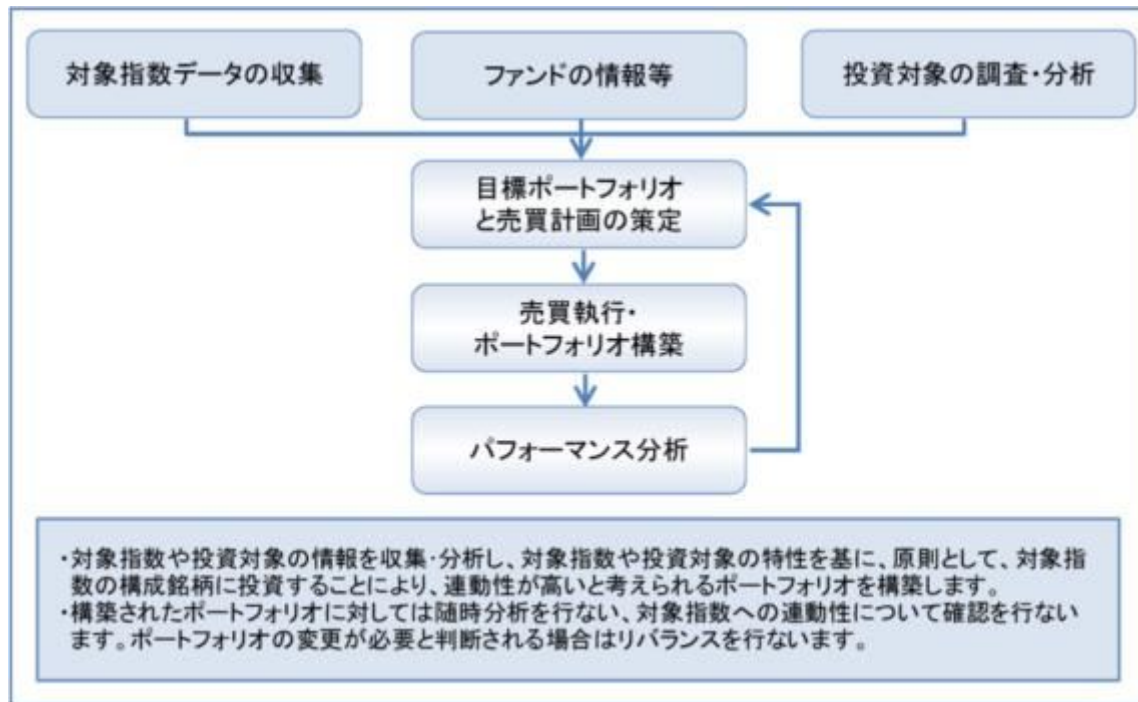 対象指数データの収集
ファンドの情報等
投資対象の調査・分析
目標ポートフォリオ
と売買計画の策定
売買執行・
ポートフォリオ構築
パフォーマンス分析
・対象指数や投資対象の情報を収集・分析し、対象指数や投資対象の特性を基に、原則として、対象指
数の構成銘柄に投資することにより、連動性が高いと考えられるポートフォリオを構築します。
・構築されたポートフォリオに対しては随時分析を行ない、対象指数への連動性について確認を行ない
ます。ポートフォリオの変更が必要と判断される場合はリバランスを行ないます。